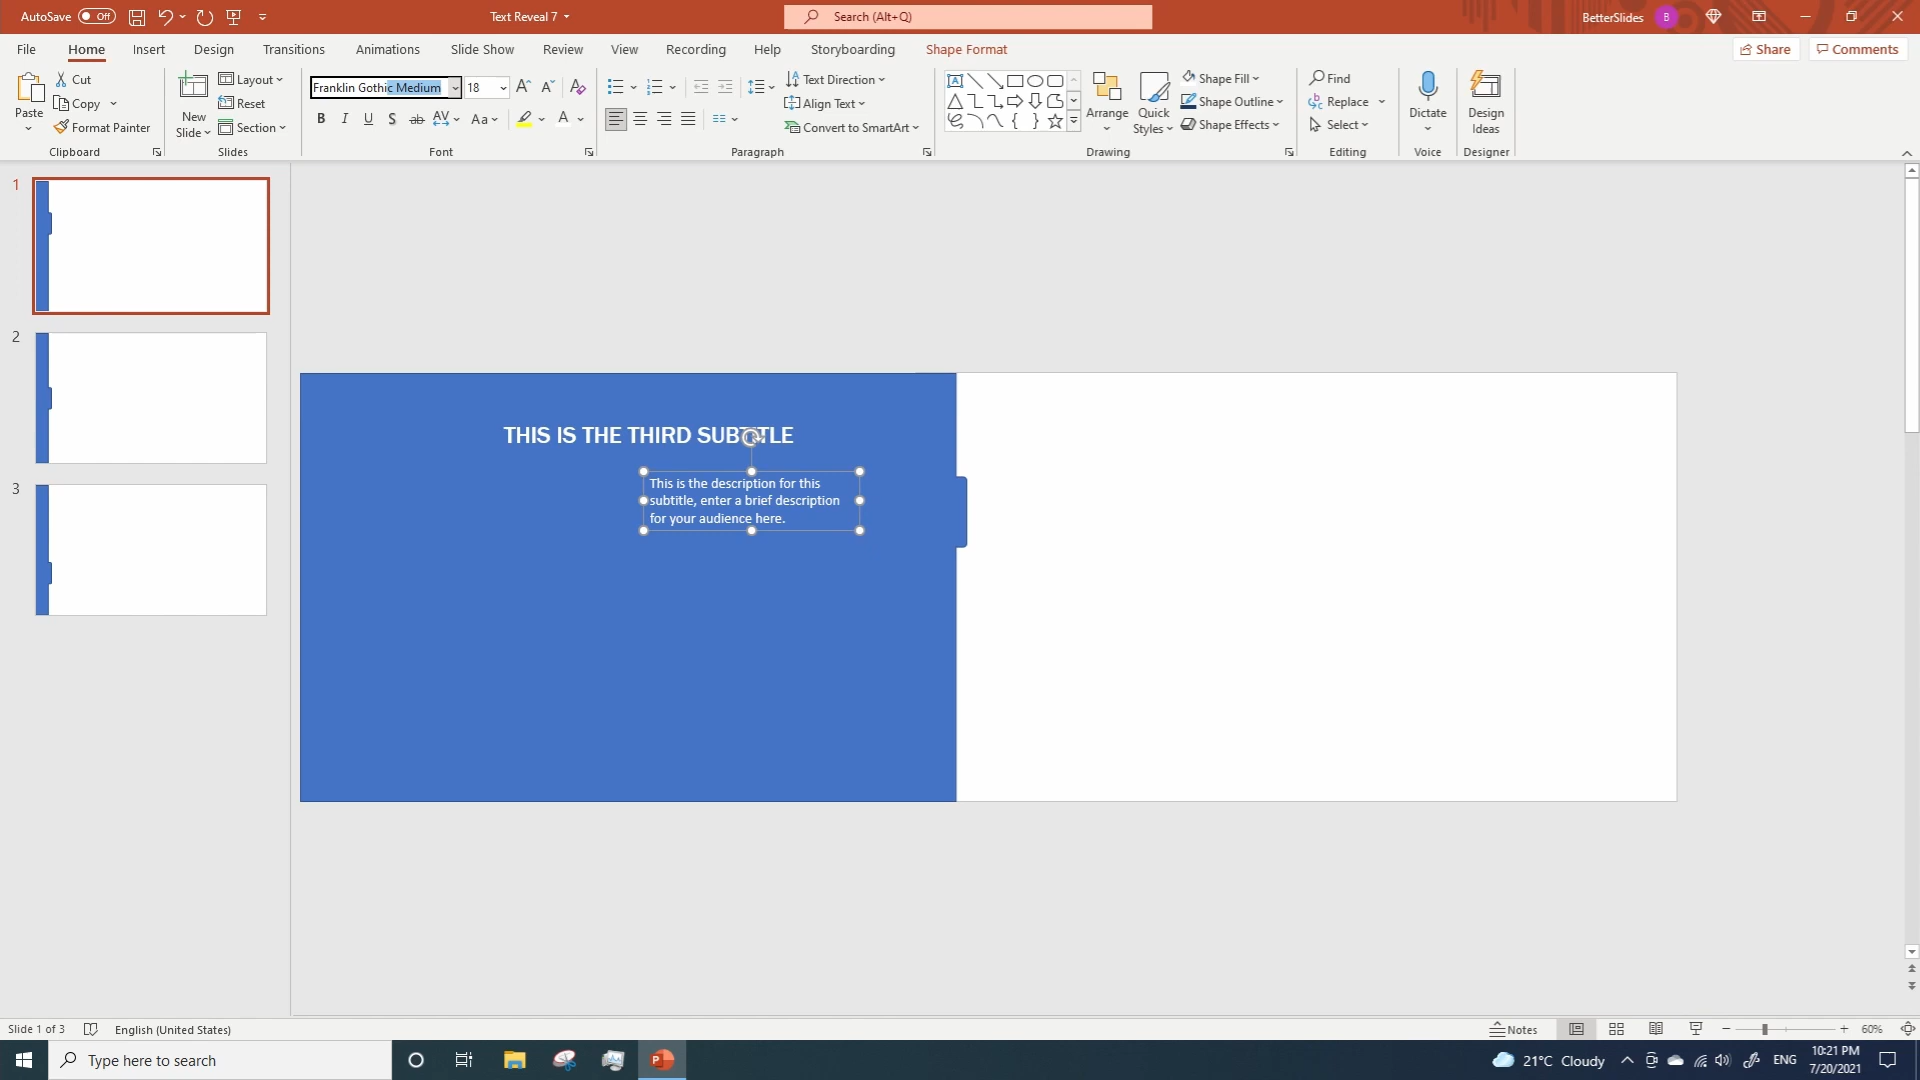 AutoSave Off Text Reveal 7 Search (Alt+Q) BetterSlides B
File Home Insert Design Transitions Animations Slide Show Review View Recording Help Storyboarding Shape Format Share Comments
Paste
Cut
Copy
Format Painter
Clipboard
New
Slide
Layout
Reset
Section
Slides
Franklin Gothic Medium 18
B I U S ab AV Aa A
Font
Text Direction
Align Text
Convert to SmartArt
Paragraph
Arrange
Quick
Styles
Shape Fill
Shape Outline
Shape Effects
Drawing
Find
Replace
Select
Editing
Dictate
Voice
Design
Ideas
Designer
1
2
3
THIS IS THE THIRD SUBTITLE
This is the description for this
subtitle, enter a brief description
for your audience here.
Slide 1 of 3 English (United States) Notes 60%
Type here to search
21°C Cloudy ENG
10:21 PM
7/20/2021